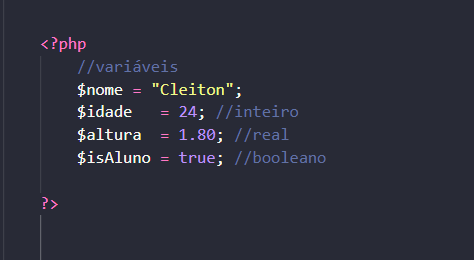 <?php
//variáveis
$nome = "Cleiton";
$idade   = 24; //inteiro
$altura  = 1.80; //real
$isAluno = true; //booleano
?>